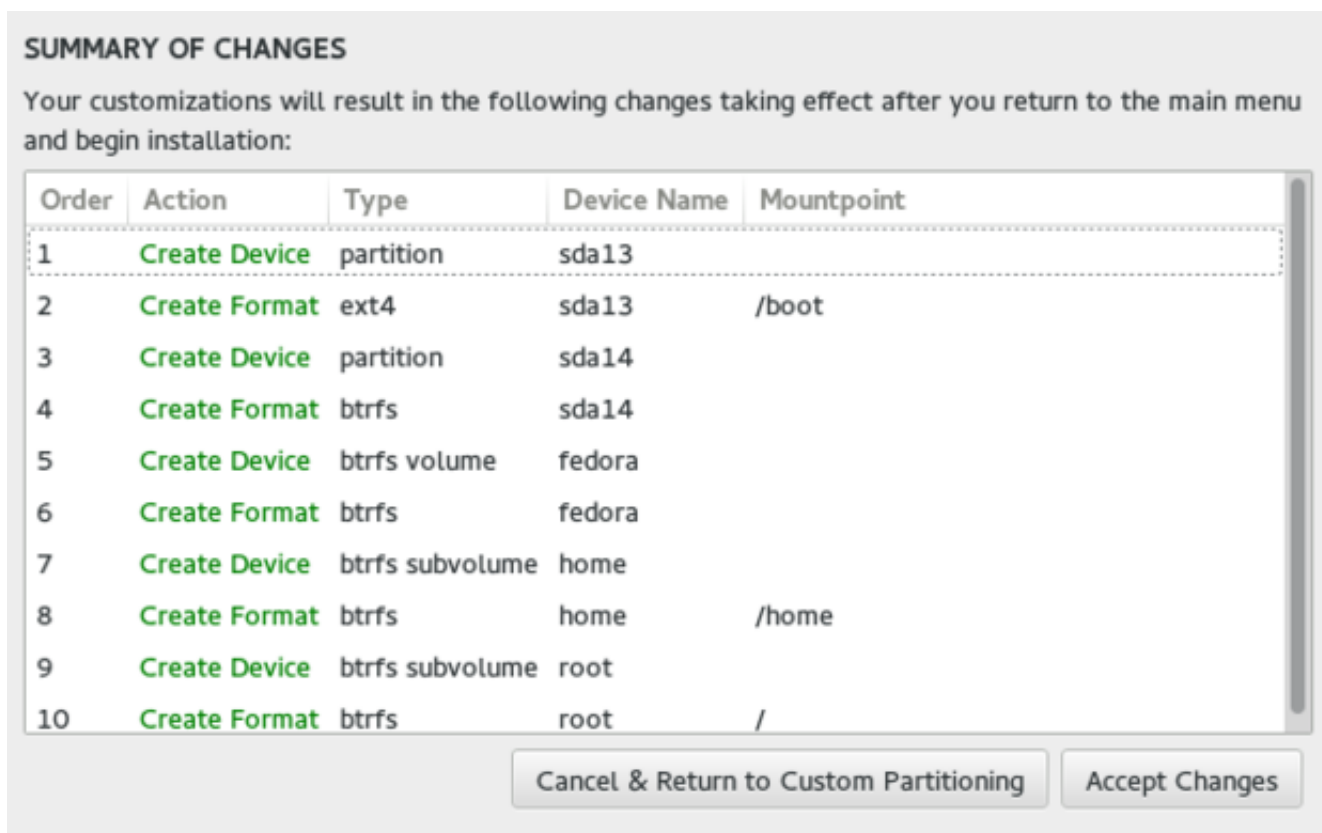 SUMMARY OF CHANGES
Your customizations will result in the following changes taking effect after you return to the main menu
and begin installation:
Order Action Type Device Name Mountpoint
1 Create Device partition sda13
2 Create Format ext4 sda13 /boot
3 Create Device partition sda14
4 Create Format btrfs sda14
5 Create Device btrfs volume fedora
6 Create Format btrfs fedora
7 Create Device btrfs subvolume home
8 Create Format btrfs home /home
9 Create Device btrfs subvolume root
10 Create Format btrfs root /
Cancel & Return to Custom Partitioning Accept Changes